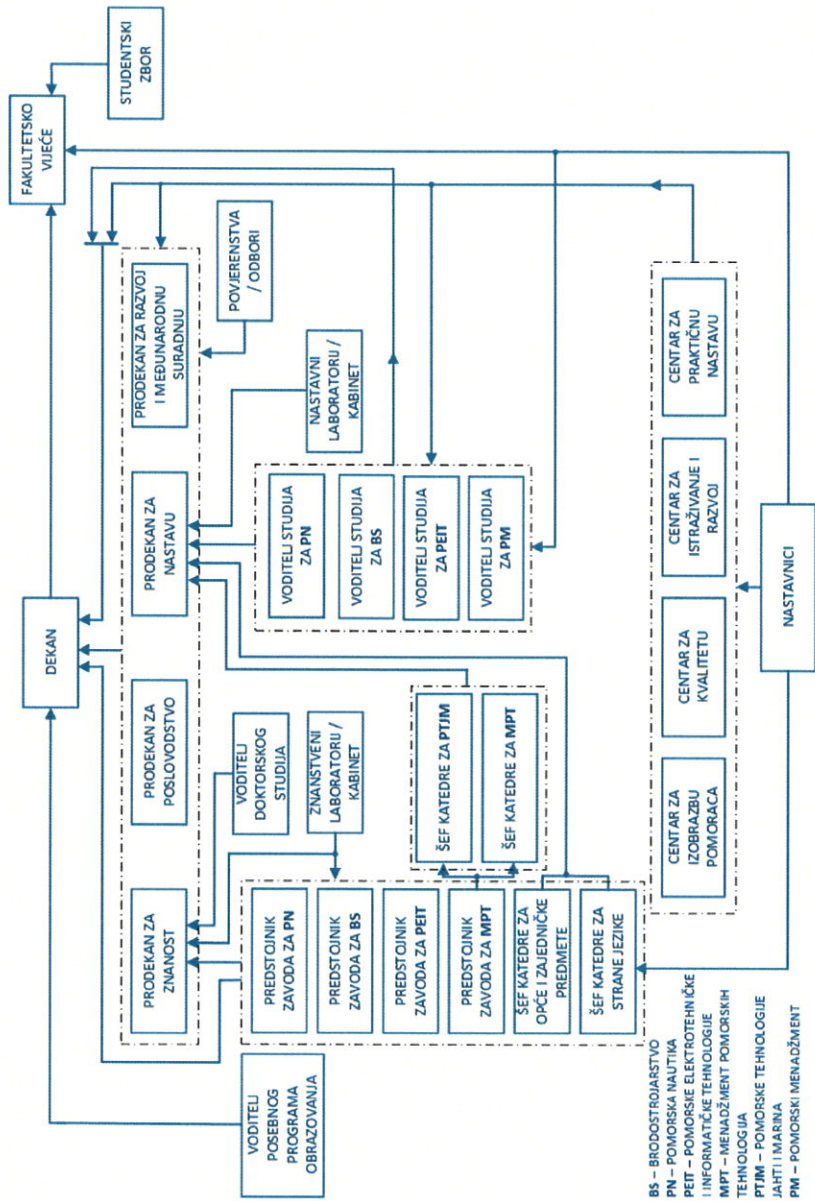 FAKULTETSKO
VIJEĆE
STUDENTSKI
ZBOR
DEKAN
VODITELJ
POSEBNOG
PROGRAMA
OBRAZOVANJA
PRODEKAN ZA
ZNANOST
PRODEKAN ZA
POSLOVODSTVO
PRODEKAN ZA
NASTAVU
PRODEKAN ZA RAZVOJ
I MEĐUNARODNU
SURADNJU
VODITELJ
DOKTORSKOG
STUDIJA
ZNANSTVENI
LABORATORIJ /
KABINET
NASTAVNI
LABORATORIJ /
KABINET
POVJERENSTVA
/ ODBORI
PREDSTOJNIK
ZAVODA ZA PN
PREDSTOJNIK
ZAVODA ZA BS
PREDSTOJNIK
ZAVODA ZA PEIT
PREDSTOJNIK
ZAVODA ZA MPT
ŠEF KATEDRE ZA
OPĆE I ZAJEDNIČKE
PREDMETE
ŠEF KATEDRE ZA
STRANE JEZIKE
ŠEF KATEDRE ZA PTJM
ŠEF KATEDRE ZA MPT
VODITELJ STUDIJA
ZA PN
VODITELJ STUDIJA
ZA BS
VODITELJ STUDIJA
ZA PEIT
VODITELJ STUDIJA
ZA PM
CENTAR ZA
IZOBRAZBU
POMORACA
CENTAR ZA
KVALITETU
CENTAR ZA
ISTRAŽIVANJE I
RAZVOJ
CENTAR ZA
PRAKTIČNU
NASTAVU
NASTAVNICI
BS – BRODOSTROJARSTVO
PN – POMORSKA NAUTIKA
PEIT – POMORSKE ELEKTROTEHNIČKE
I INFORMATIČKE TEHNOLOGIJE
MPT – MENADŽMENT POMORSKIH
TEHNOLOGIJA
PTJM – POMORSKE TEHNOLOGIJE
JAHTI I MARINA
PM – POMORSKI MENADŽMENT